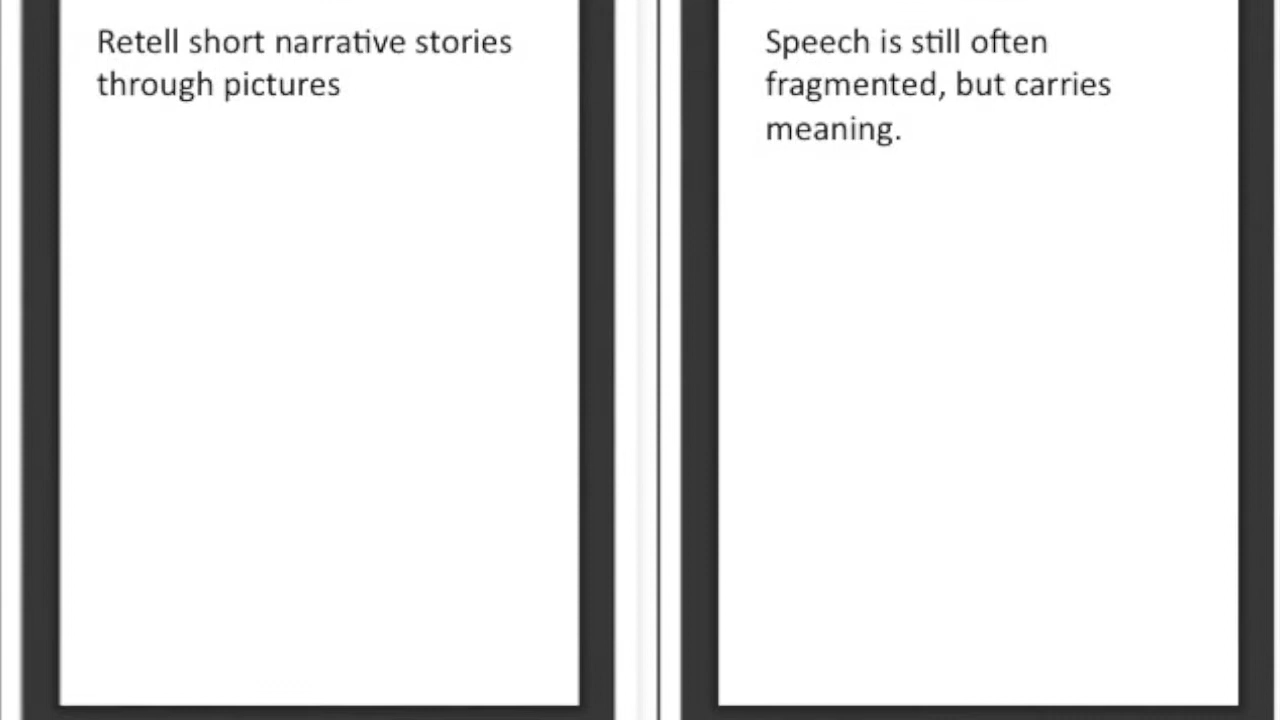 Retell short narrative stories
through pictures
Speech is still often
fragmented, but carries
meaning.